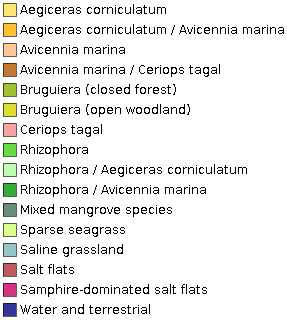 Aegiceras corniculatum
Aegiceras corniculatum / Avicennia marina
Avicennia marina
Avicennia marina / Ceriops tagal
Bruguiera (closed forest)
Bruguiera (open woodland)
Ceriops tagal
Rhizophora
Rhizophora / Aegiceras corniculatum
Rhizophora / Avicennia marina
Mixed mangrove species
Sparse seagrass
Saline grassland
Salt flats
Samphire-dominated salt flats
Water and terrestrial